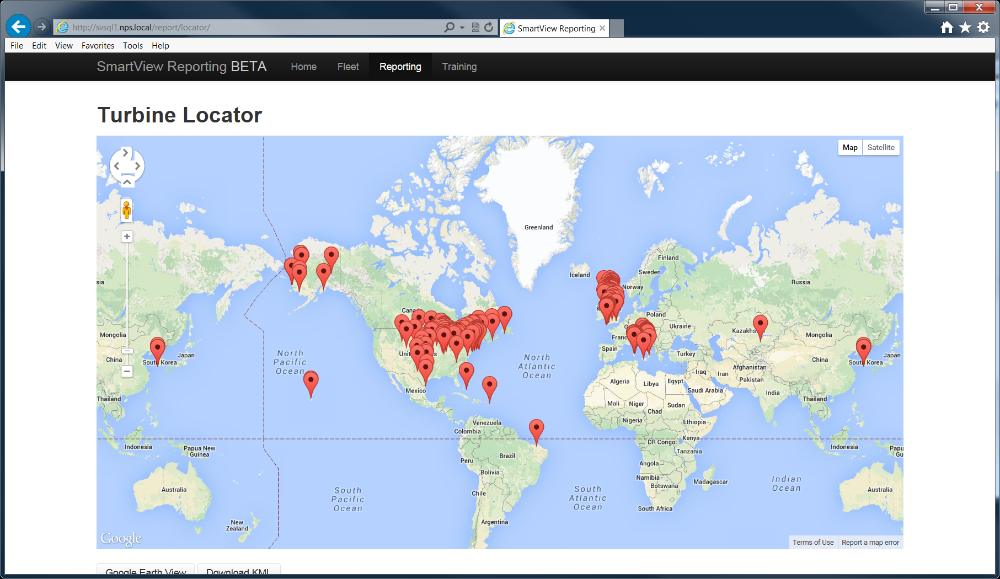 http://svsql1.nps.local/report/locator/
SmartView Reporting
File Edit View Favorites Tools Help
SmartView Reporting BETA Home Fleet Reporting Training
Turbine Locator
Map Satellite
Greenland
Finland
Iceland
Sweden
Norway
Russia
sia
Canada
Poland
Ukraine
Kazakhs
Mongolia
Mongolia
Franc
Spain
Turkey
Japan
China
South Korea
North
Pacific
Ocean
Unit s
North
Atlantic
Ocean
Afghanistan
China
South Korea
Japan
Iraq
Iran
Pakistan
Algeria
Libya
Egypt
Saudi Arabia
India
Thailand
Thailand
Mexico
Mali
Niger
Chad
Sudan
Nigeria
Ethiopia
Venezuela
Colombia
Kenya
DR Congo
Tanzania
Indonesia
Papua New
Guinea
Indonesia
Papu
Gu
Peru
Brazil
Bolivia
Angola
Namibia
Botswana
Madagascar
Indian
Ocean
Australia
Australia
South
Pacific
Ocean
Chile
South
Atlantic
Ocean
South Africa
New
Zealand
Argentina
Google
Terms of Use Report a map error
Google Earth View Download KML